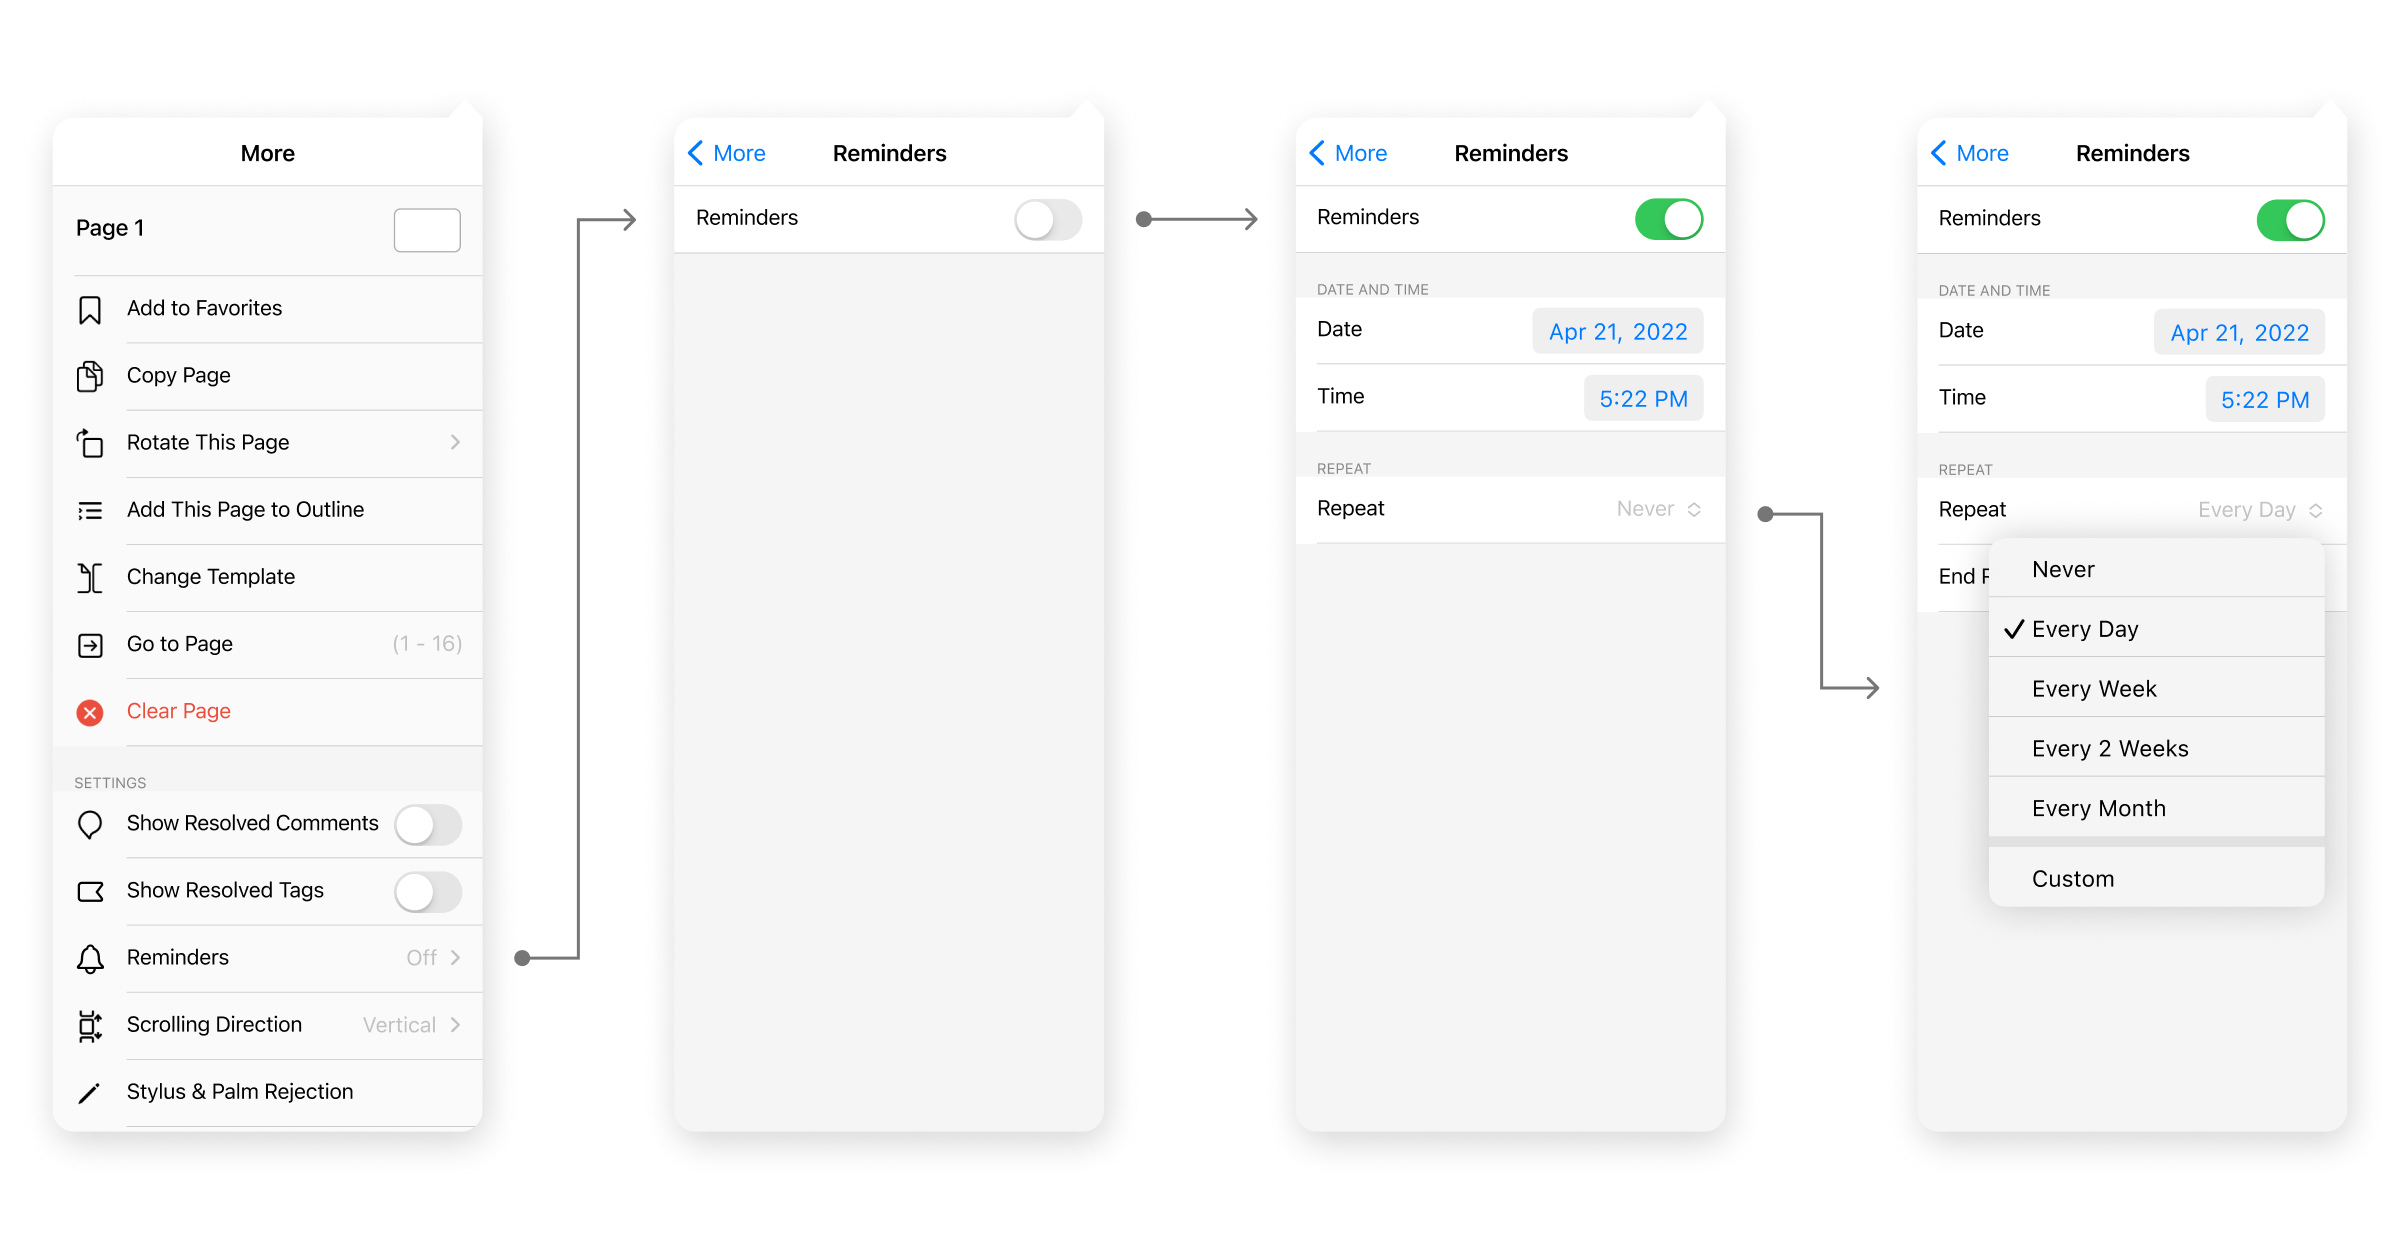 More
Page 1
Add to Favorites
Copy Page
Rotate This Page
Add This Page to Outline
Change Template
Go to Page (1 - 16)
Clear Page
SETTINGS
Show Resolved Comments
Show Resolved Tags
Reminders Off
Scrolling Direction Vertical
Stylus & Palm Rejection
More Reminders
Reminders
More Reminders
Reminders
DATE AND TIME
Date Apr 21, 2022
Time 5:22 PM
REPEAT
Repeat Never
More Reminders
Reminders
DATE AND TIME
Date Apr 21, 2022
Time 5:22 PM
REPEAT
Repeat Every Day
End
Never
Every Day
Every Week
Every 2 Weeks
Every Month
Custom